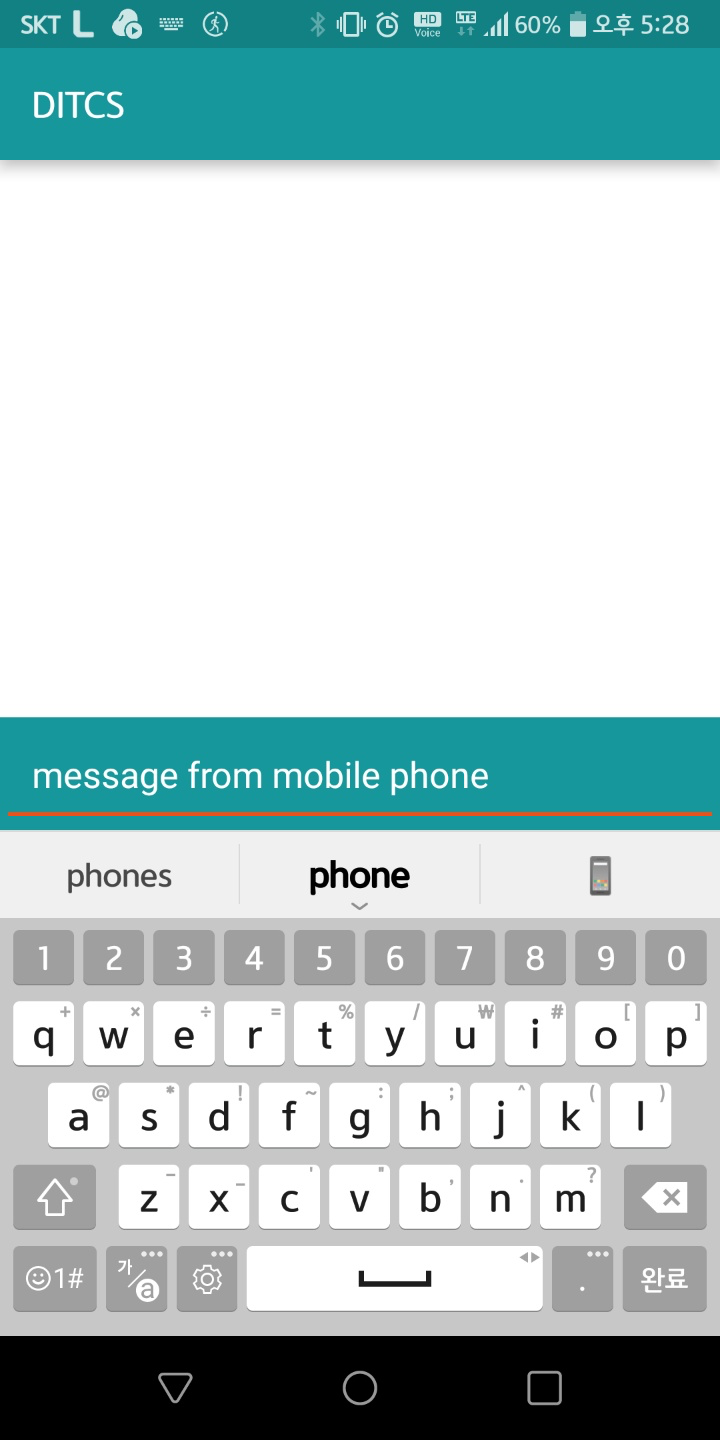 SKT L HD Voice LTE 60% 오후 5:28
DITCS
message from mobile phone
phones phone
1 2 3 4 5 6 7 8 9 0
+ × ÷ = % / ₩ # [ ]
q w e r t y u i o p
@ * ! ~ : ; ^ ( )
a s d f g h j k l
- _ ' " , . ?
z x c v b n m
1# 가/a . 완료